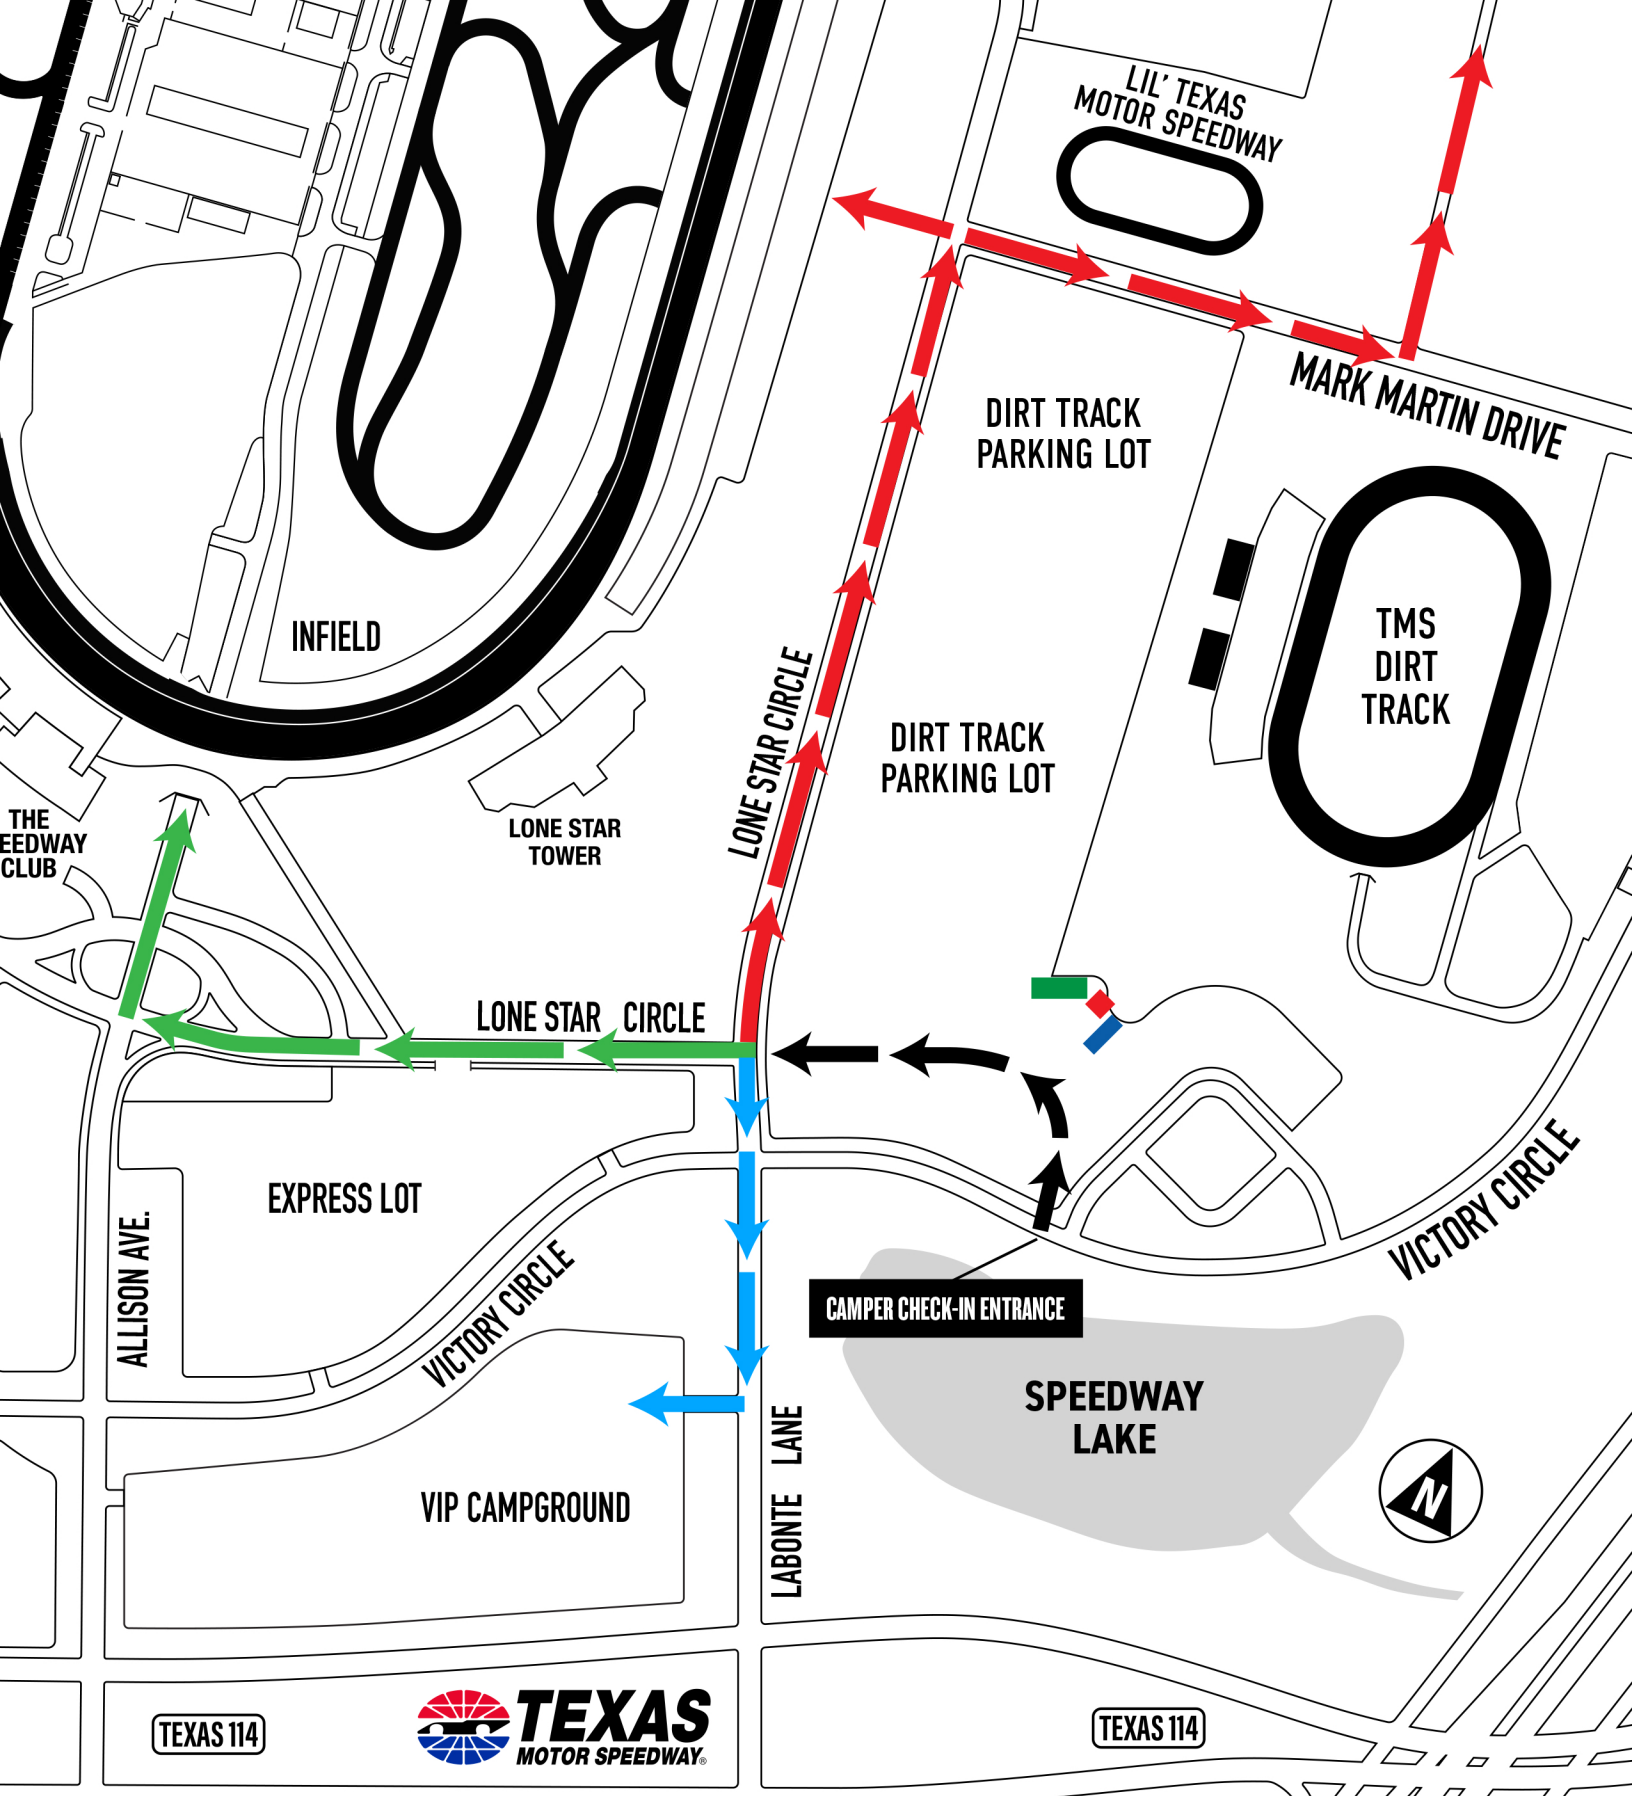 LIL' TEXAS
MOTOR SPEEDWAY
MARK MARTIN DRIVE
DIRT TRACK
PARKING LOT
TMS
DIRT
TRACK
INFIELD
LONE STAR CIRCLE
DIRT TRACK
PARKING LOT
THE
EEDWAY
CLUB
LONE STAR
TOWER
LONE STAR CIRCLE
EXPRESS LOT
ALLISON AVE.
VICTORY CIRCLE
VICTORY CIRCLE
CAMPER CHECK-IN ENTRANCE
SPEEDWAY
LAKE
LABONTE LANE
VIP CAMPGROUND
N
TEXAS 114
TEXAS
MOTOR SPEEDWAY®
TEXAS 114